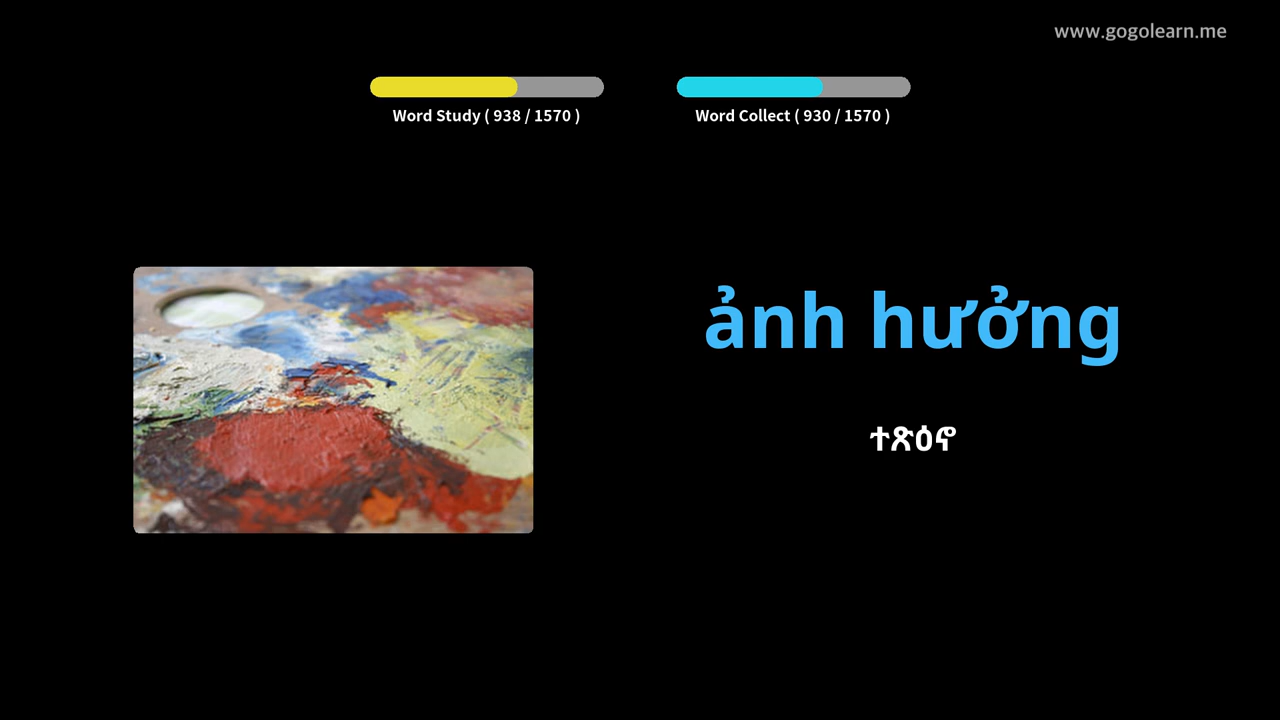 www.gogolearn.me
Word Study ( 938 / 1570 )
Word Collect ( 930 / 1570 )
ảnh hưởng
ተጽዕኖ